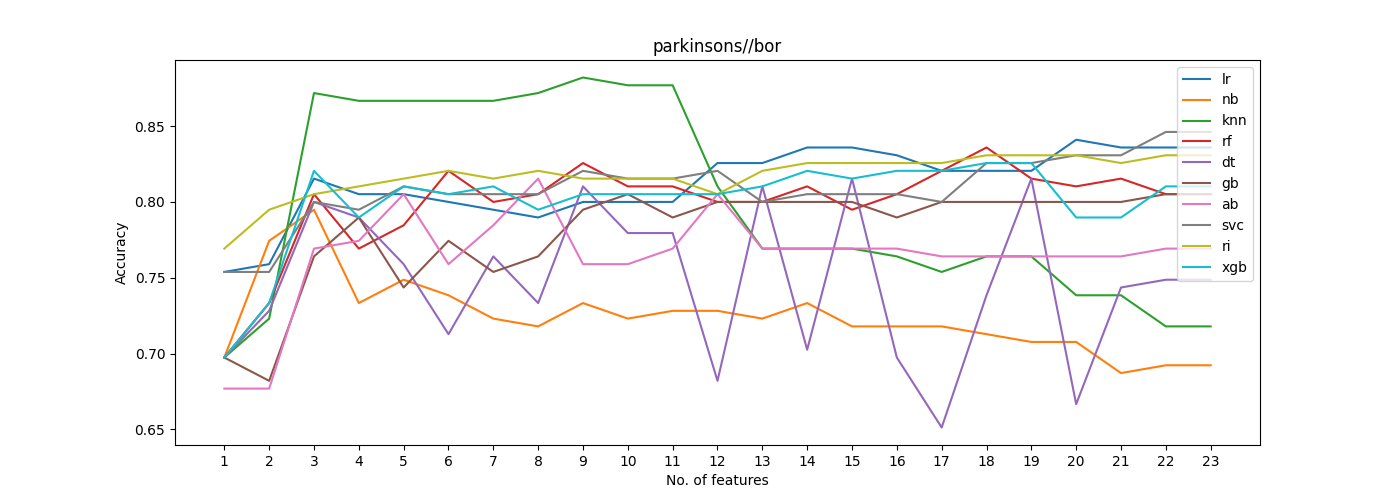 parkinsons//bor
Accuracy
0.85
0.80
0.75
0.70
0.65
lr
nb
knn
rf
dt
gb
ab
svc
ri
xgb
1 2 3 4 5 6 7 8 9 10 11 12 13 14 15 16 17 18 19 20 21 22 23
No. of features